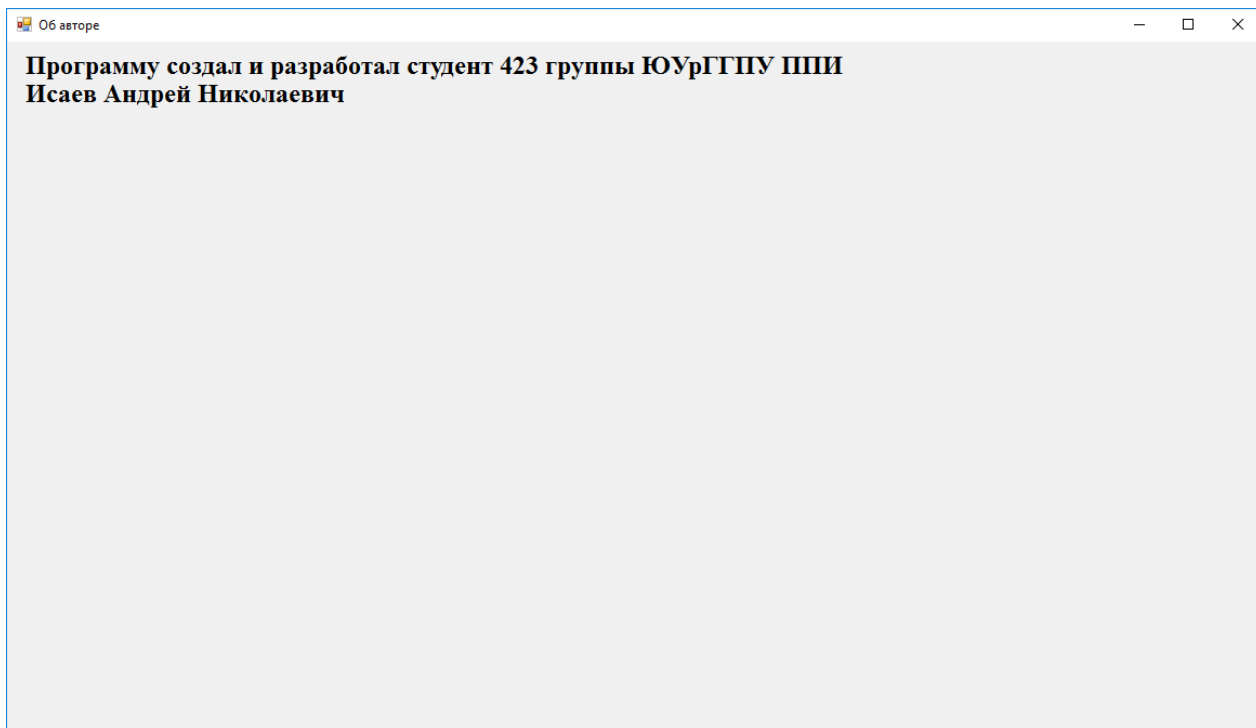 Об авторе
Программу создал и разработал студент 423 группы ЮУрГГПУ ППИ
Исаев Андрей Николаевич